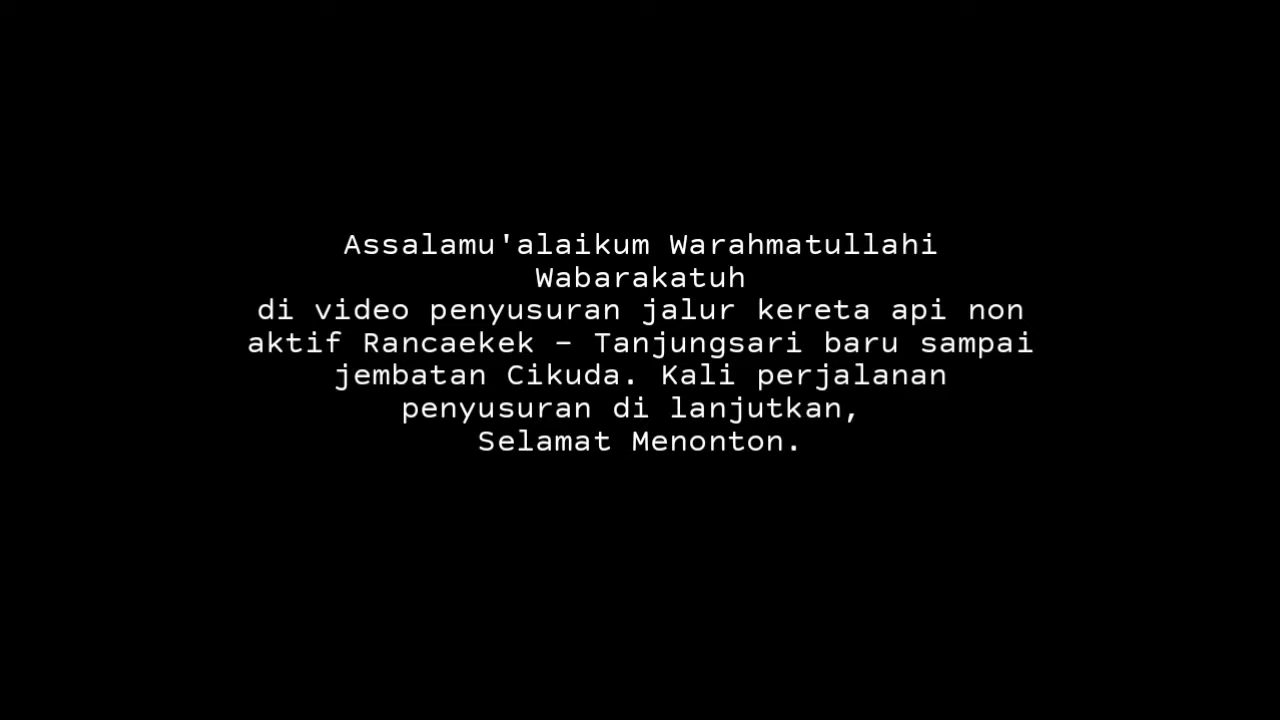 Assalamu'alaikum Warahmatullahi
Wabarakatuh
di video penyusuran jalur kereta api non
aktif Rancaekek - Tanjungsari baru sampai
jembatan Cikuda. Kali perjalanan
penyusuran di lanjutkan,
Selamat Menonton.